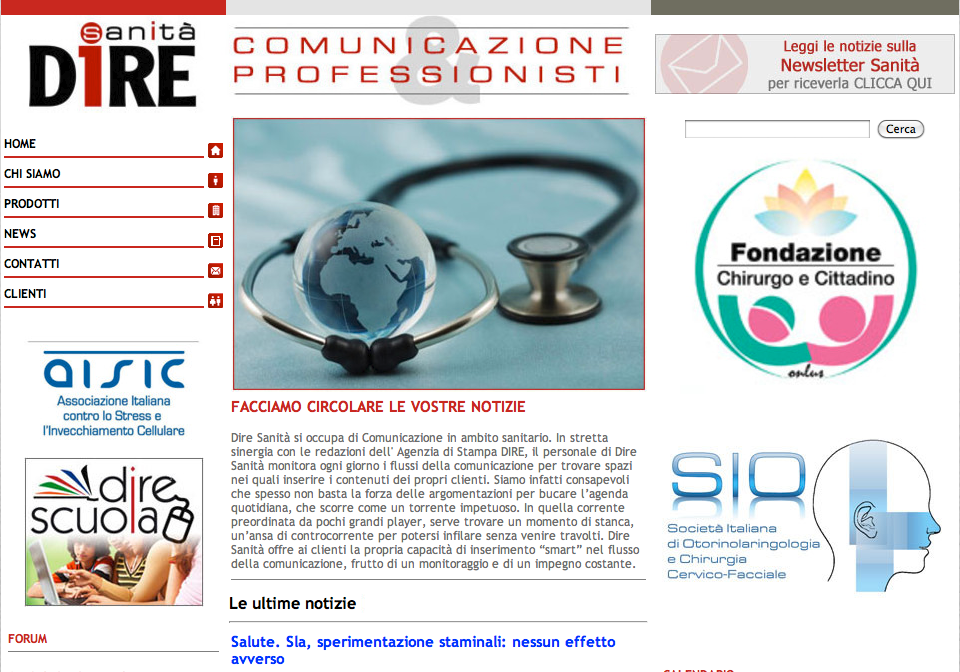 Sanità
DIRE
COMUNICAZIONE
&
PROFESSIONISTI
Leggi le notizie sulla
Newsletter Sanità
per riceverla CLICCA QUI
Cerca
HOME
CHI SIAMO
PRODOTTI
NEWS
CONTATTI
CLIENTI
aisic
Associazione Italiana
contro lo Stress e
l'Invecchiamento Cellulare
dire
scuola
FORUM
FACCIAMO CIRCOLARE LE VOSTRE NOTIZIE
Dire Sanità si occupa di Comunicazione in ambito sanitario. In stretta
sinergia con le redazioni dell' Agenzia di Stampa DIRE, il personale di Dire
Sanità monitora ogni giorno i flussi della comunicazione per trovare spazi
nei quali inserire i contenuti dei propri clienti. Siamo infatti consapevoli
che spesso non basta la forza delle argomentazioni per bucare l’agenda
quotidiana, che scorre come un torrente impetuoso. In quella corrente
preordinata da pochi grandi player, serve trovare un momento di stanca,
un’ansa di controcorrente per potersi infilare senza venire travolti. Dire
Sanità offre ai clienti la propria capacità di inserimento “smart” nel flusso
della comunicazione, frutto di un monitoraggio e di un impegno costante.
Le ultime notizie
Salute. Sla, sperimentazione staminali: nessun effetto
avverso
Fondazione
Chirurgo e Cittadino
onlus
SIO
Società Italiana
di Otorinolaringologia
e Chirurgia
Cervico-Facciale